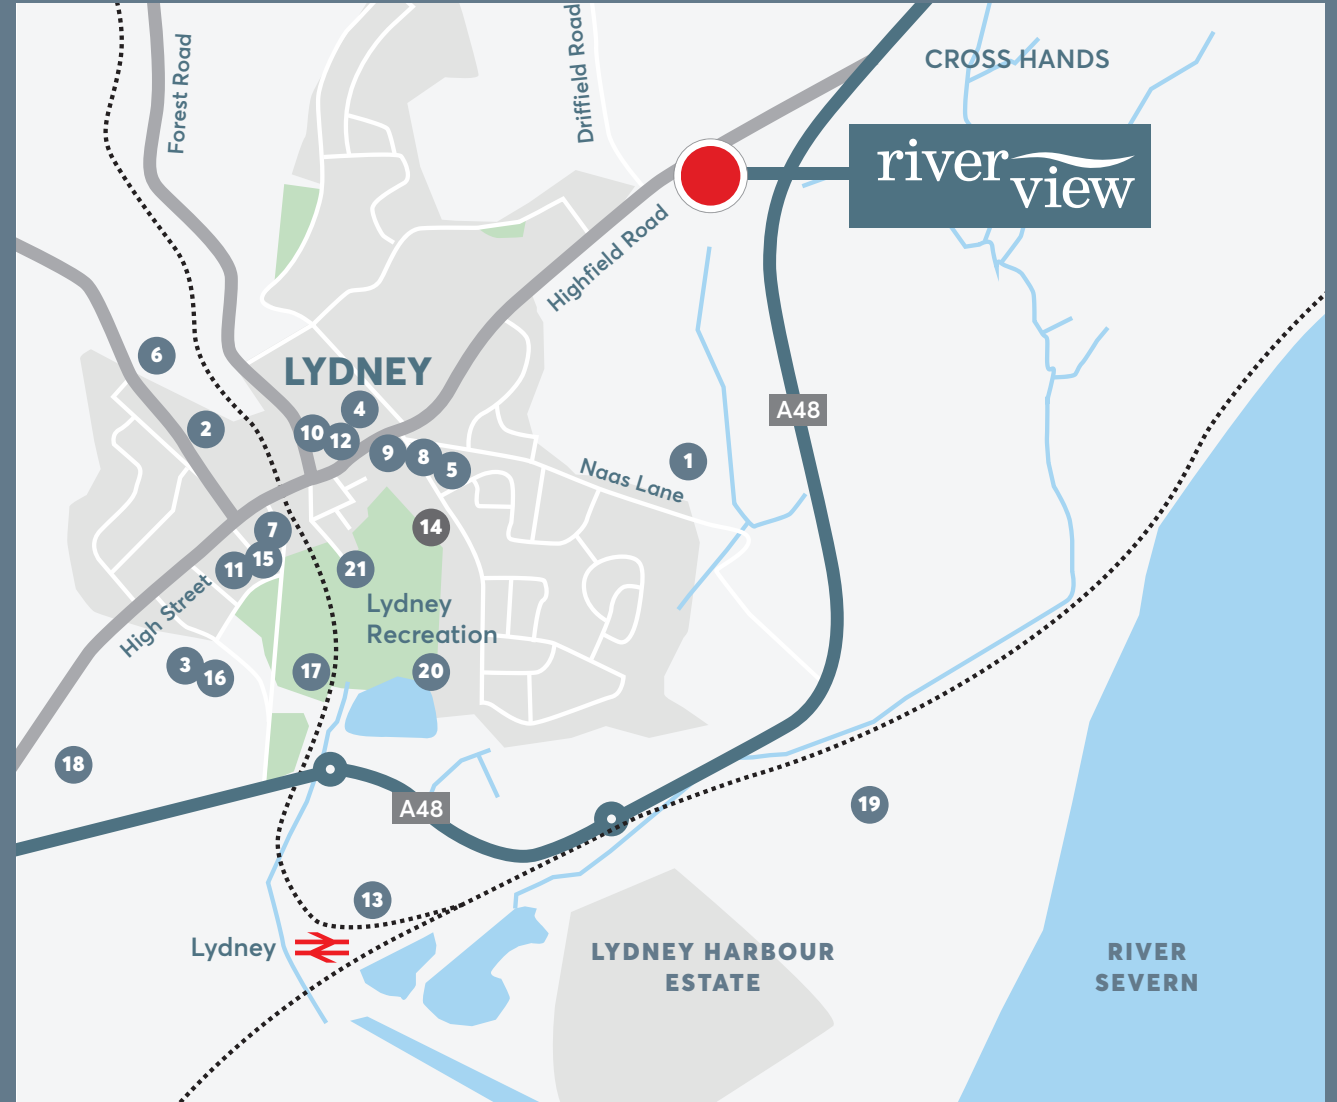 Forest Road
Driffield Road
CROSS HANDS
river
view
Highfield Road
LYDNEY
6
4
2
10
12
9
8
5
A48
1
Naas Lane
7
14
15
11
21
High Street
Lydney
Recreation
3
16
17
20
18
A48
19
13
Lydney
LYDNEY HARBOUR
ESTATE
RIVER
SEVERN